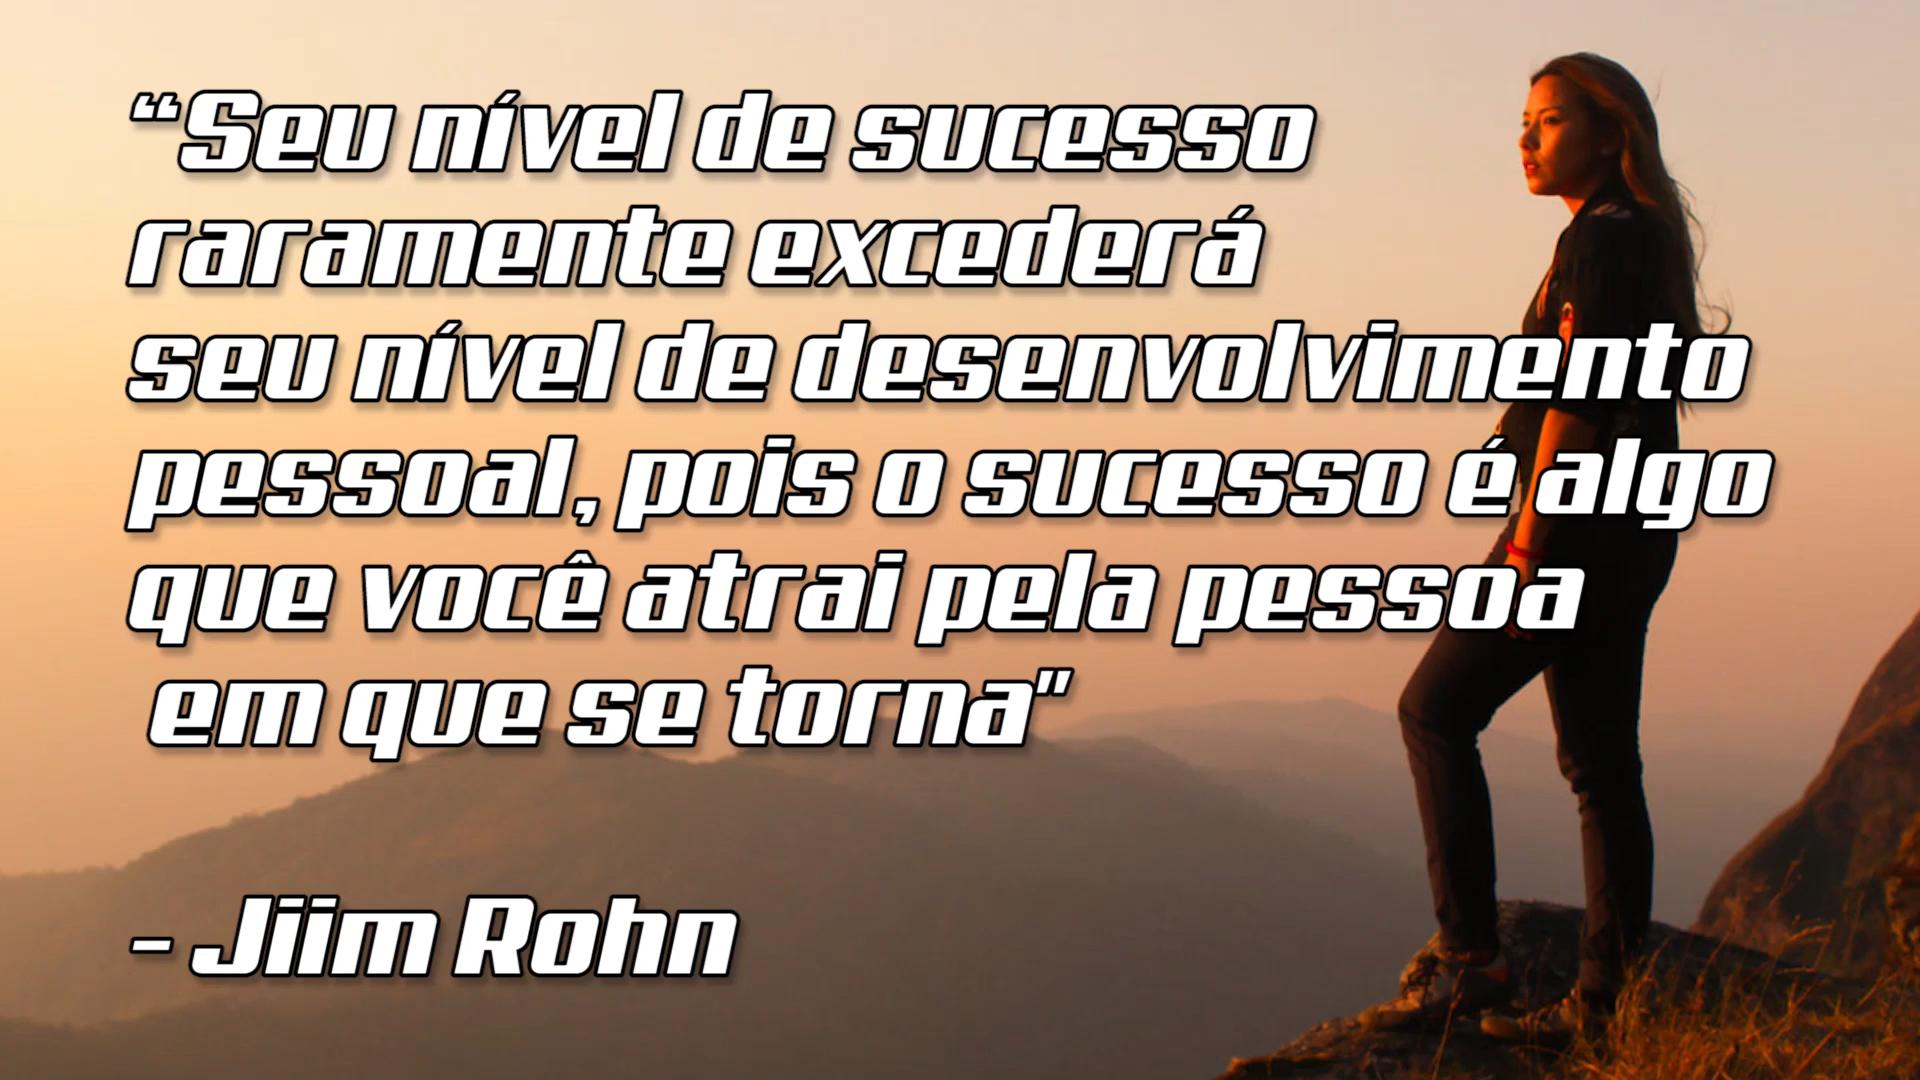 “Seu nível de sucesso
raramente excederá
seu nível de desenvolvimento
pessoal, pois o sucesso é algo
que você atrai pela pessoa
em que se torna”
- Jiim Rohn